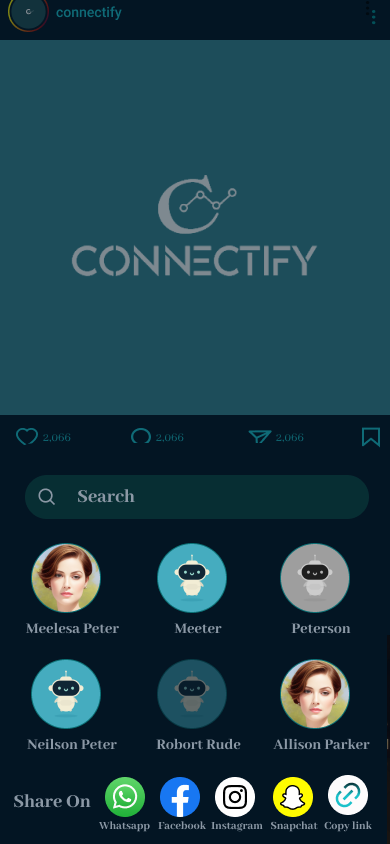 connectify
CONNECTIFY
2,066 2,066 2,066
Search
Meelesa Peter Meeter Peterson
Neilson Peter Robort Rude Allison Parker
Share On
Whatsapp Facebook Instagram Snapchat Copy link